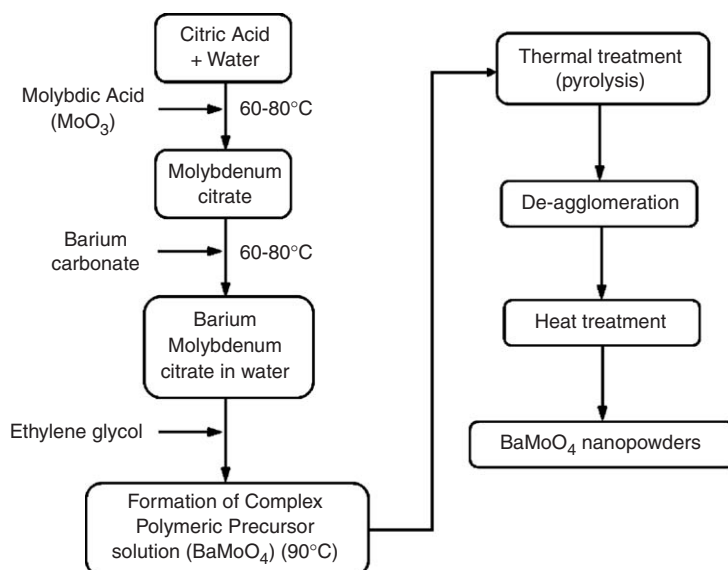 Citric Acid
+ Water
Molybdic Acid
(MoO₃)
60-80°C
Molybdenum
citrate
Barium
carbonate
60-80°C
Barium
Molybdenum
citrate in water
Ethylene glycol
Formation of Complex
Polymeric Precursor
solution (BaMoO₄) (90°C)
Thermal treatment
(pyrolysis)
De-agglomeration
Heat treatment
BaMoO₄ nanopowders